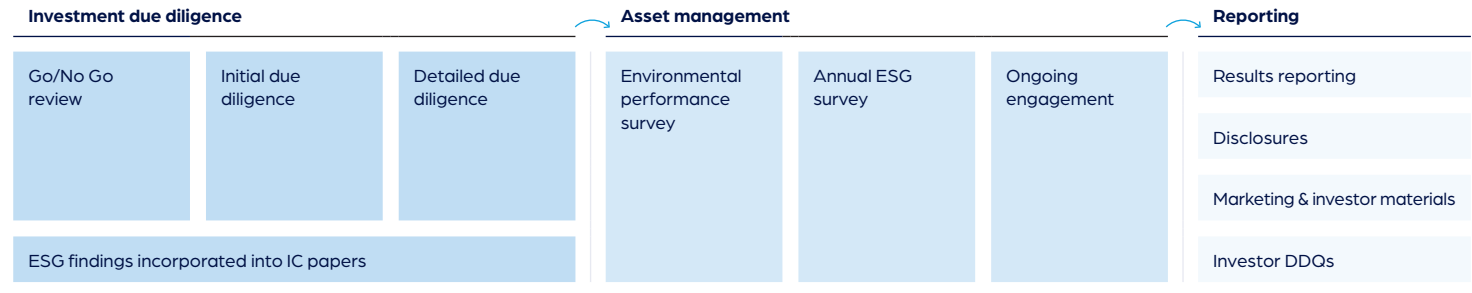 Investment due diligence
Go/No Go
review
Initial due
diligence
Detailed due
diligence
ESG findings incorporated into IC papers
Asset management
Environmental
performance
survey
Annual ESG
survey
Ongoing
engagement
Reporting
Results reporting
Disclosures
Marketing & investor materials
Investor DDQs